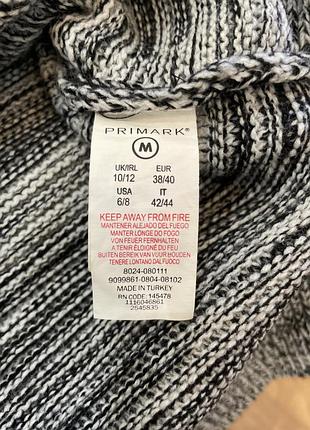 PRIMARK®
M
UK/IRL EUR
10/12 38/40
USA IT
6/8 42/44
KEEP AWAY FROM FIRE
MANTENER ALEJADO DEL FUEGO
MANTER LONGE DO FOGO
VON FEUER FERNHALTEN
A TENIR ÉLOIGNÉ DU FEU
BUITEN BEREIK VAN VUUR HOUDEN
TENERE LONTANO DAL FUOCO
8024-080111
9099861-0804-08102
MADE IN TURKEY
RN CODE: 145478
1116046861
2545835